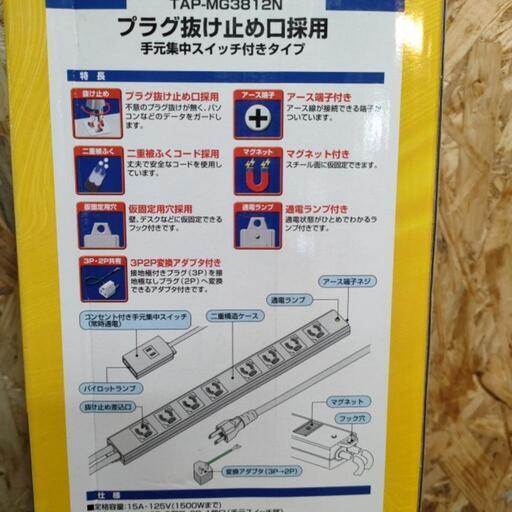 TAP-MG3812N
プラグ抜け止め口採用
手元集中スイッチ付きタイプ
特長
抜け止め
プラグ抜け止め口採用
不意のプラグ抜けが無く、パソ
コンなどのデータをガードし
ます。
アース端子
アース端子付き
アース線が接続できる端子が
ついています。
二重被ふく
二重被ふくコード採用
丈夫で安全なコードを使用し
ています。
マグネット
マグネット付き
スチール面に仮固定できます。
仮固定用穴
仮固定用穴採用
壁、デスクなどに仮固定できる
フック付きです。
通電ランプ
通電ランプ付き
通電状態がひとめでわかるラ
ンプ付きです。
3P・2P共有
3P2P変換アダプタ付き
接地極付きプラグ(3P)を接
地極なしプラグ(2P)へ変換
できるアダプタ付きです。
アース端子ネジ
通電ランプ
コンセント付き手元集中スイッチ
(常時通電)
二重構造ケース
パイロットランプ
抜け止め差込口
マグネット
フック穴
変換アダプタ(3P→2P)
仕様
■定格容量:15A・125V(1500Wまで)